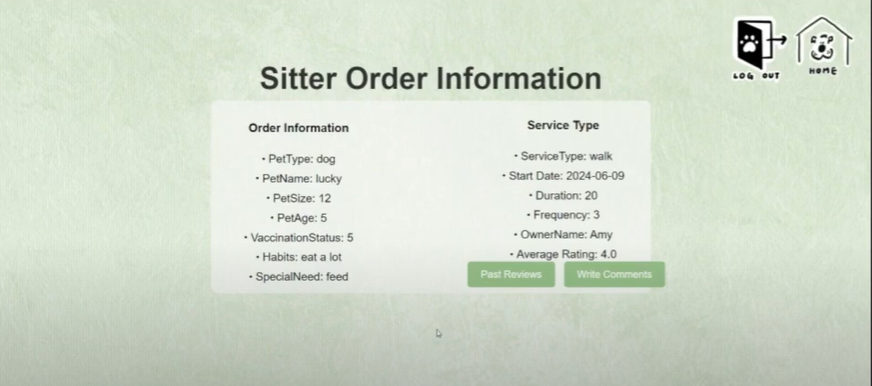 LOG OUT
HOME
Sitter Order Information
Order Information
• PetType: dog
• PetName: lucky
• PetSize: 12
• PetAge: 5
• VaccinationStatus: 5
• Habits: eat a lot
• SpecialNeed: feed
Service Type
• ServiceType: walk
• Start Date: 2024-06-09
• Duration: 20
• Frequency: 3
• OwnerName: Amy
• Average Rating: 4.0
Past Reviews
Write Comments